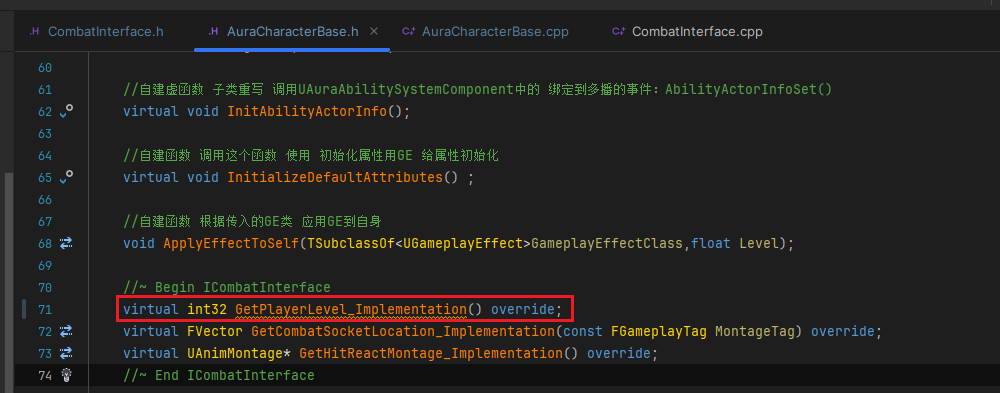 CombatInterface.h AuraCharacterBase.h AuraCharacterBase.cpp CombatInterface.cpp
60
61 //自建虚函数 子类重写 调用UAuraAbilitySystemComponent中的 绑定到多播的事件: AbilityActorInfoSet()
62 virtual void InitAbilityActorInfo();
63
64 //自建函数 调用这个函数 使用 初始化属性用GE 给属性初始化
65 virtual void InitializeDefaultAttributes() ;
66
67 //自建函数 根据传入的GE类 应用GE到自身
68 void ApplyEffectToSelf(TSubclassOf<UGameplayEffect>GameplayEffectClass,float Level);
69
70 //~ Begin ICombatInterface
71 virtual int32 GetPlayerLevel_Implementation() override;
72 virtual FVector GetCombatSocketLocation_Implementation(const FGameplayTag MontageTag) override;
73 virtual UAnimMontage* GetHitReactMontage_Implementation() override;
74 //~ End ICombatInterface